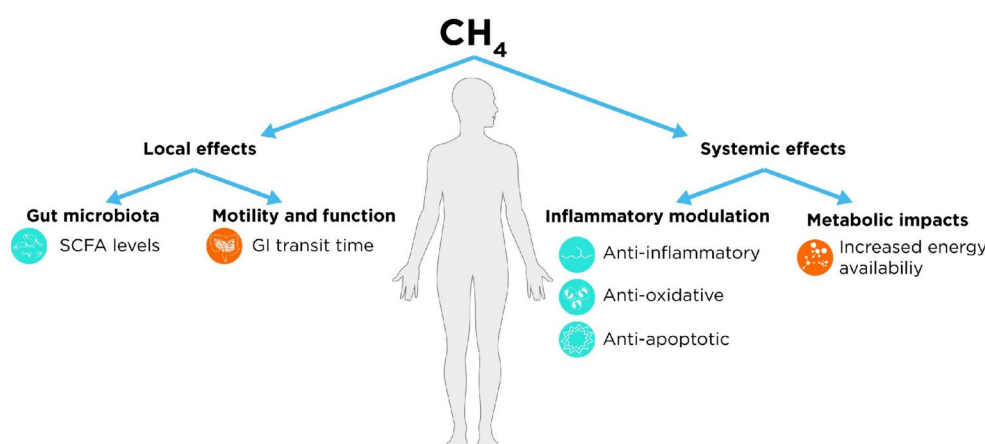 CH₄
Local effects
Systemic effects
Gut microbiota
SCFA levels
Motility and function
GI transit time
Inflammatory modulation
Anti-inflammatory
Anti-oxidative
Anti-apoptotic
Metabolic impacts
Increased energy
availabiliy